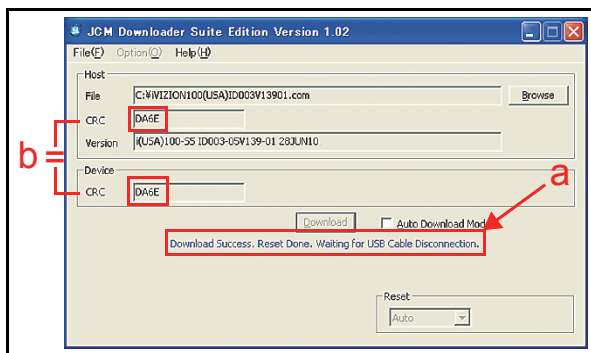 JCM Downloader Suite Edition Version 1.02
File(F) Option(O) Help(H)
Host
File C:¥iVIZION100(USA)ID003V13901.com Browse
CRC DA6E
Version i(USA)100-SS ID003-05V139-01 28JUN10
b
Device
CRC DA6E
a
Download Auto Download Mod
Download Success. Reset Done. Waiting for USB Cable Disconnection.
Reset
Auto